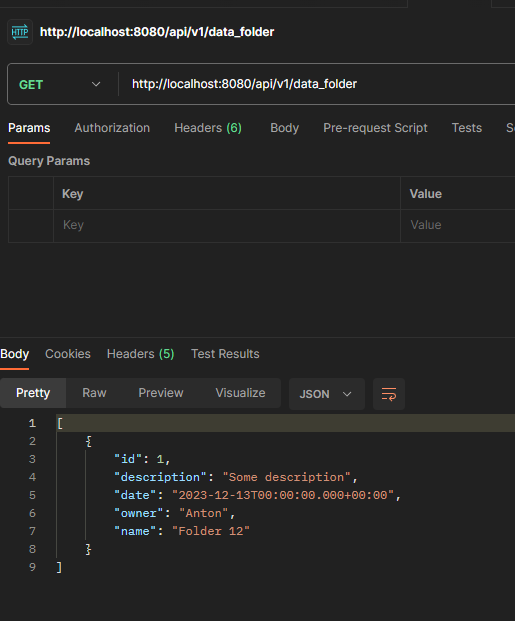 HTTP http://localhost:8080/api/v1/data_folder
GET http://localhost:8080/api/v1/data_folder
Params Authorization Headers (6) Body Pre-request Script Tests
Query Params
Key Value
Key Value
Body Cookies Headers (5) Test Results
Pretty Raw Preview Visualize JSON
1 [
2 {
3 "id": 1,
4 "description": "Some description",
5 "date": "2023-12-13T00:00:00.000+00:00",
6 "owner": "Anton",
7 "name": "Folder 12"
8 }
9 ]